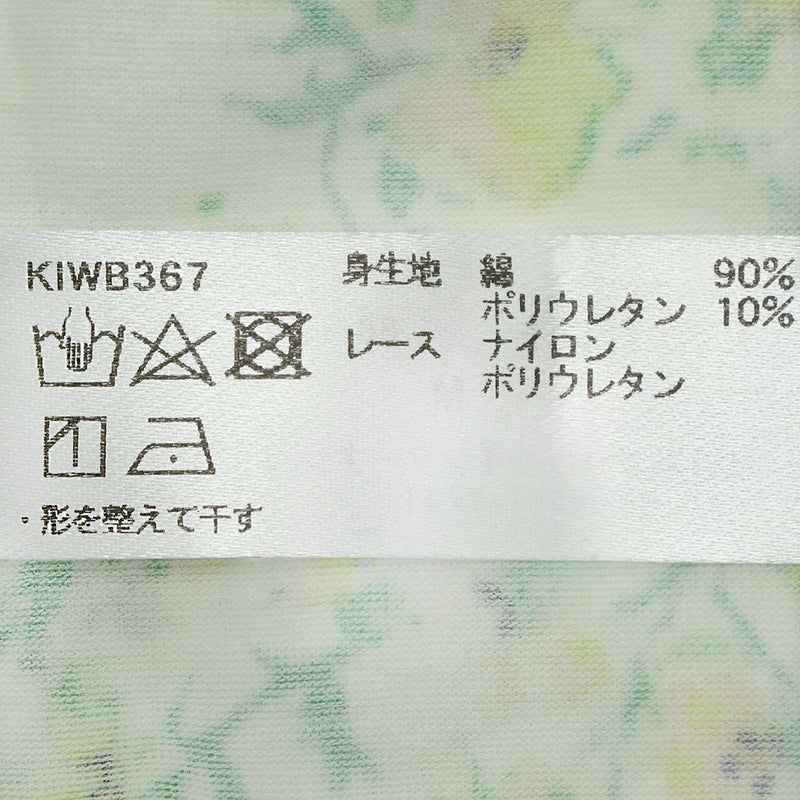 KIWB367
身生地 綿 90%
ポリウレタン 10%
レース ナイロン
ポリウレタン
・形を整えて干す